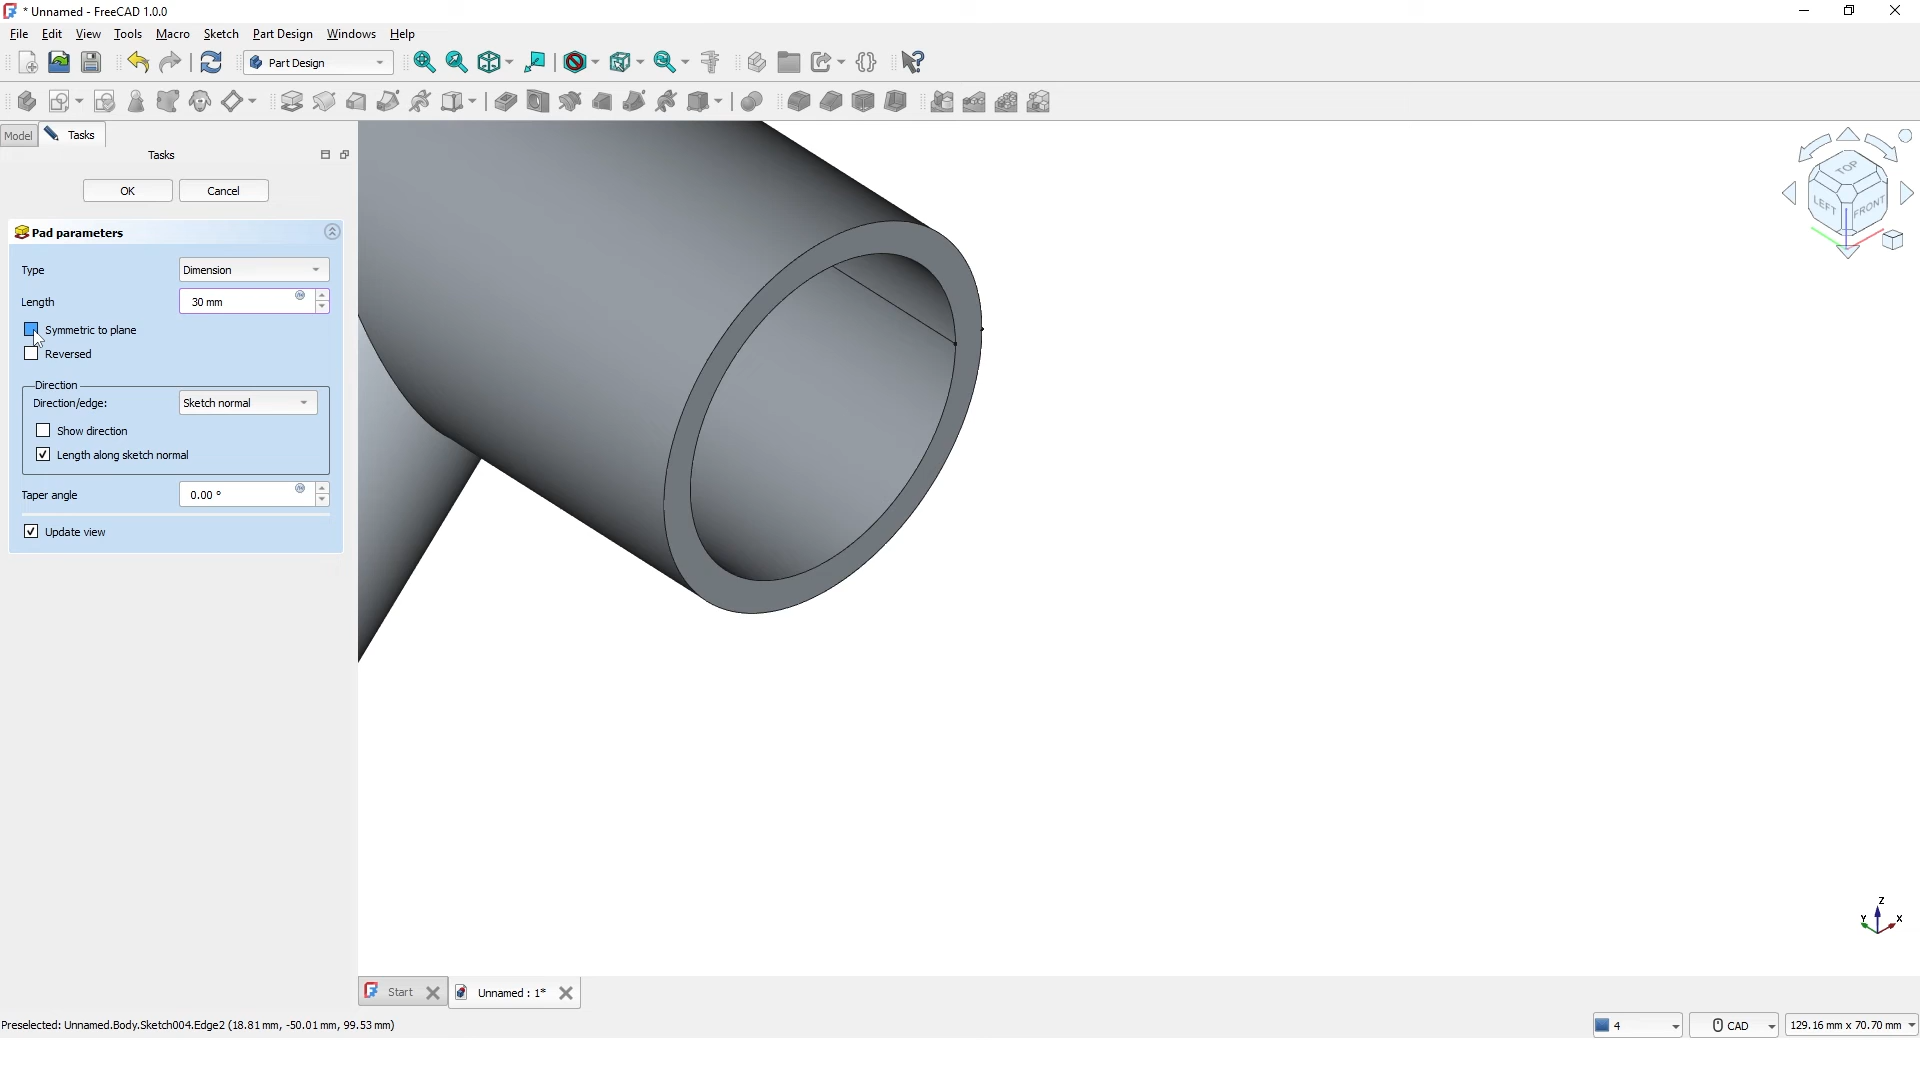 * Unnamed - FreeCAD 1.0.0
File Edit View Tools Macro Sketch Part Design Windows Help
Part Design
Model Tasks
Tasks
OK Cancel
Pad parameters
Type Dimension
Length 30 mm
Symmetric to plane
Reversed
Direction
Direction/edge: Sketch normal
Show direction
Length along sketch normal
Taper angle 0.00 °
Update view
TOP
LEFT FRONT
Z
Y X
Start Unnamed : 1*
Preselected: Unnamed.Body.Sketch004.Edge2 (18.81 mm, -50.01 mm, 99.53 mm)
4 CAD 129.16 mm x 70.70 mm